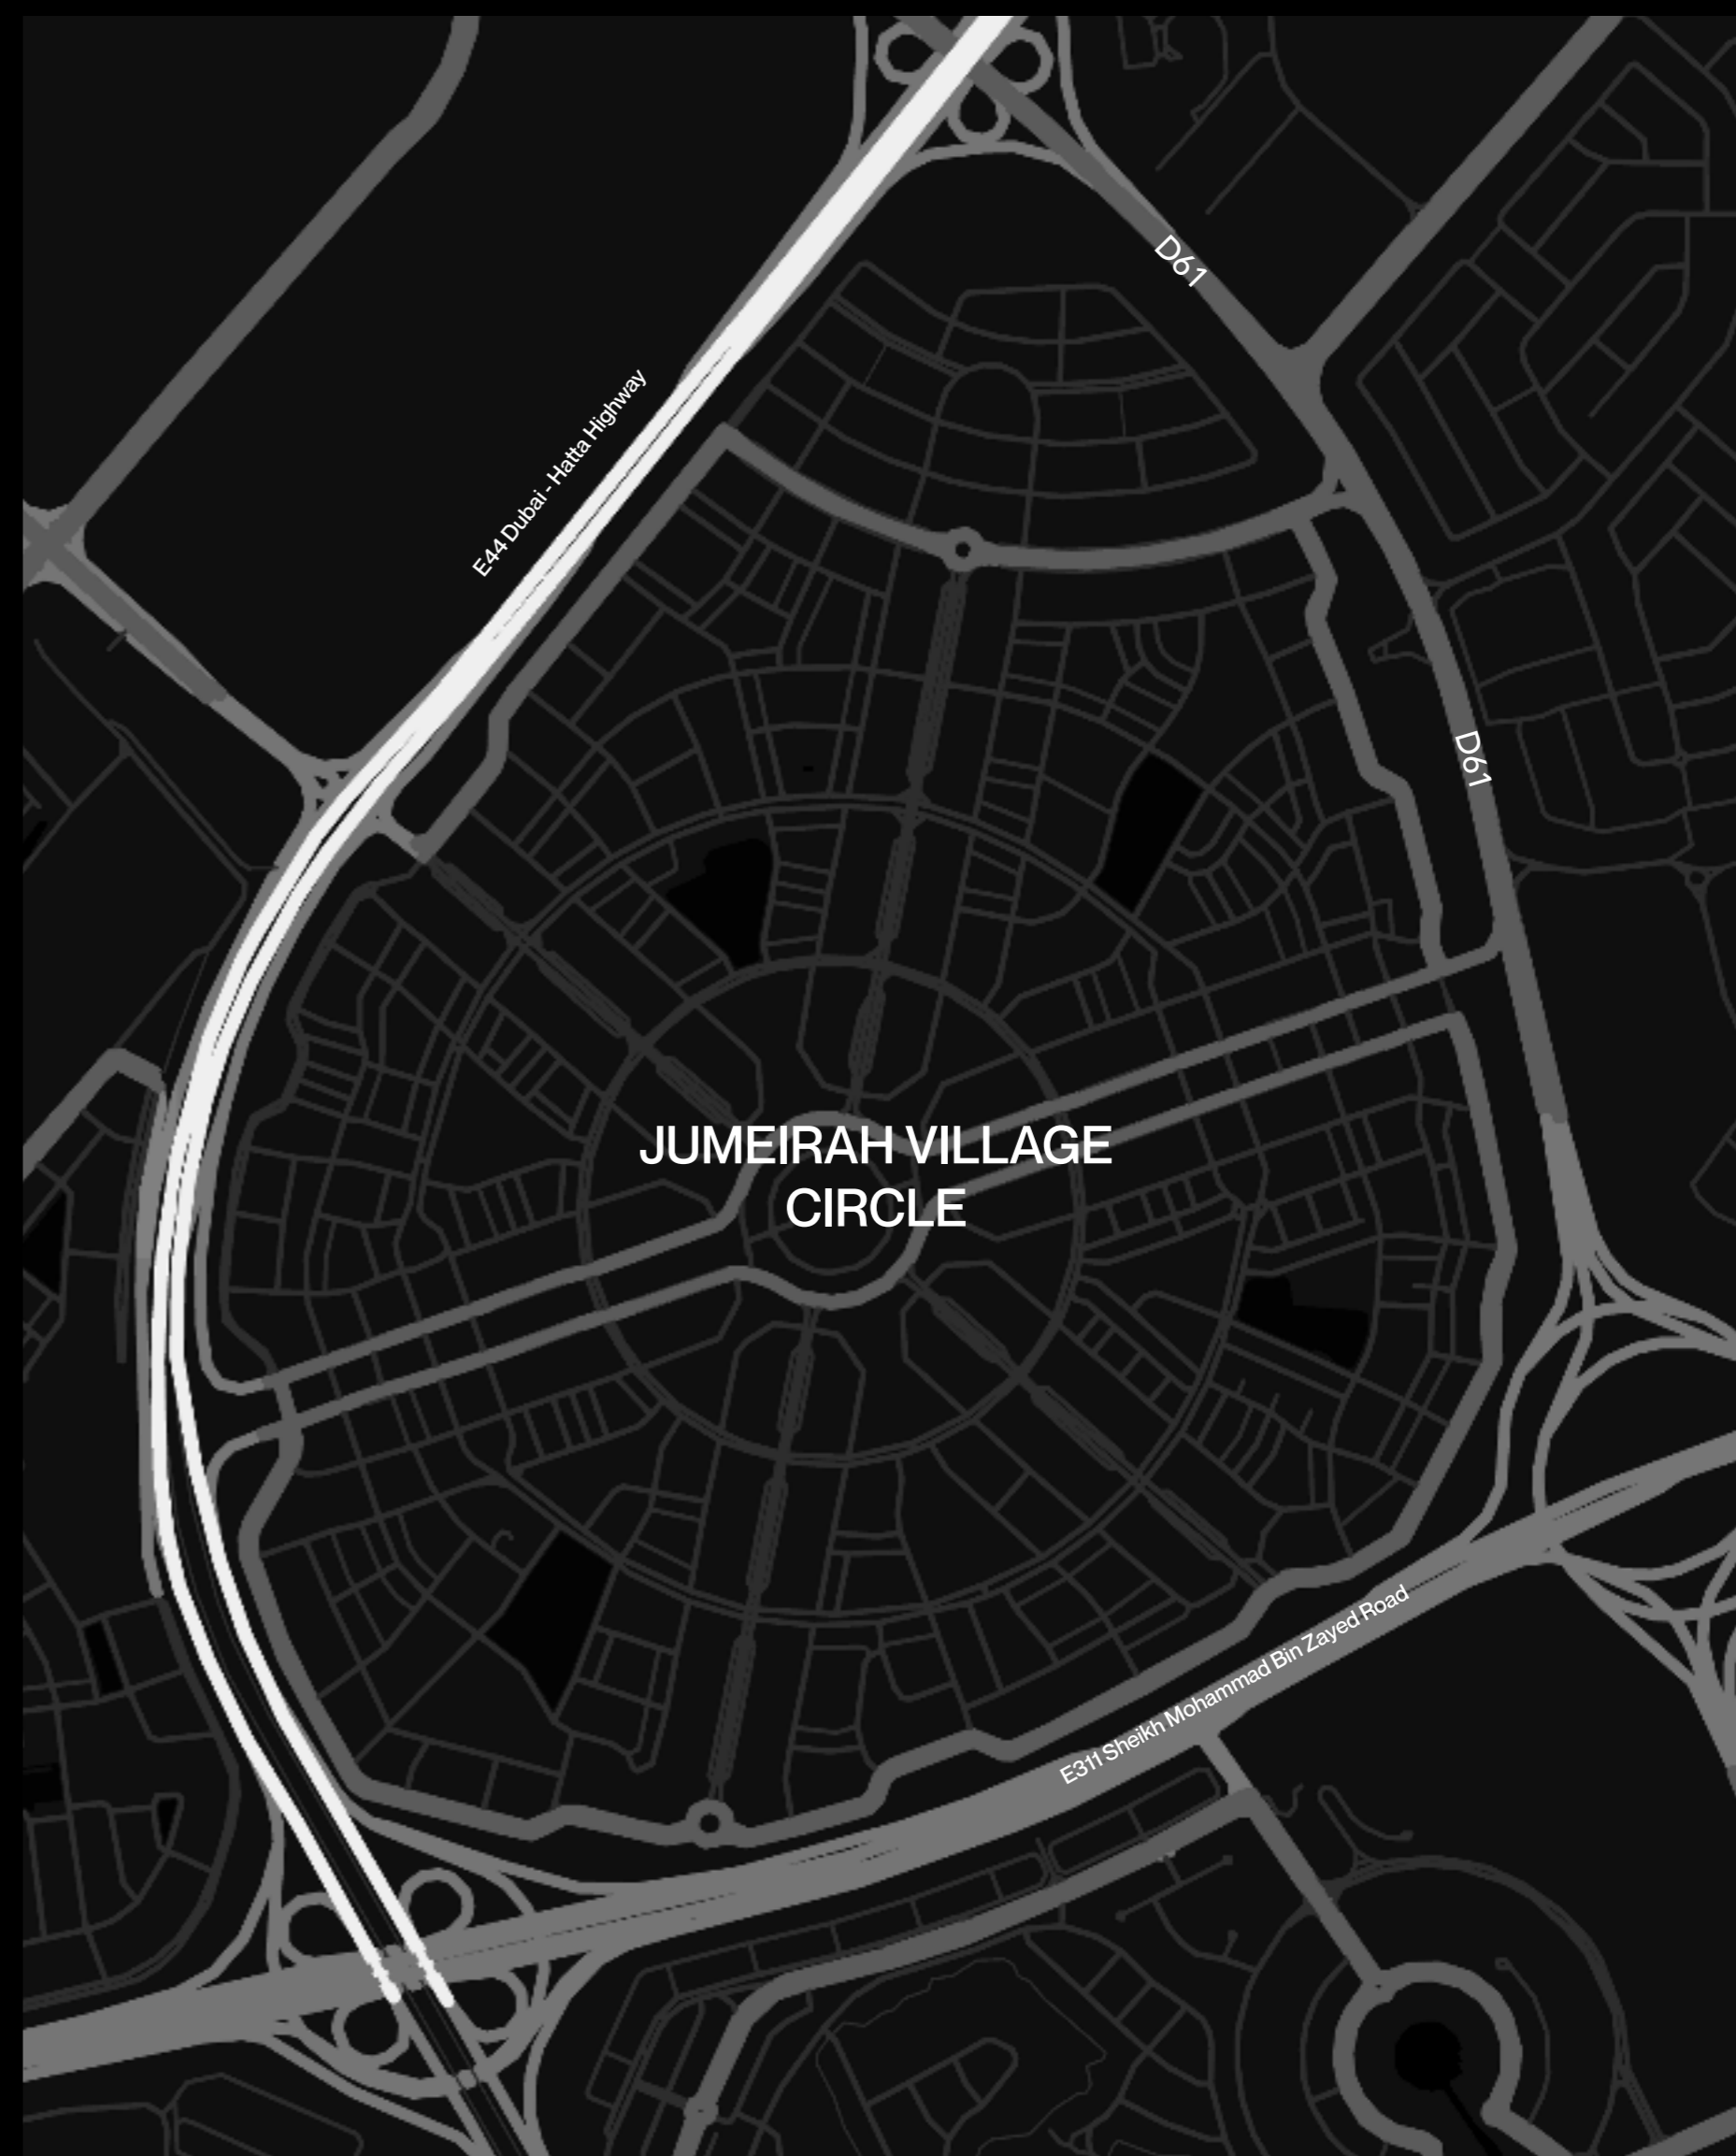 D61
E44 Dubai - Hatta Highway
D61
JUMEIRAH VILLAGE
CIRCLE
E311 Sheikh Mohammad Bin Zayed Road